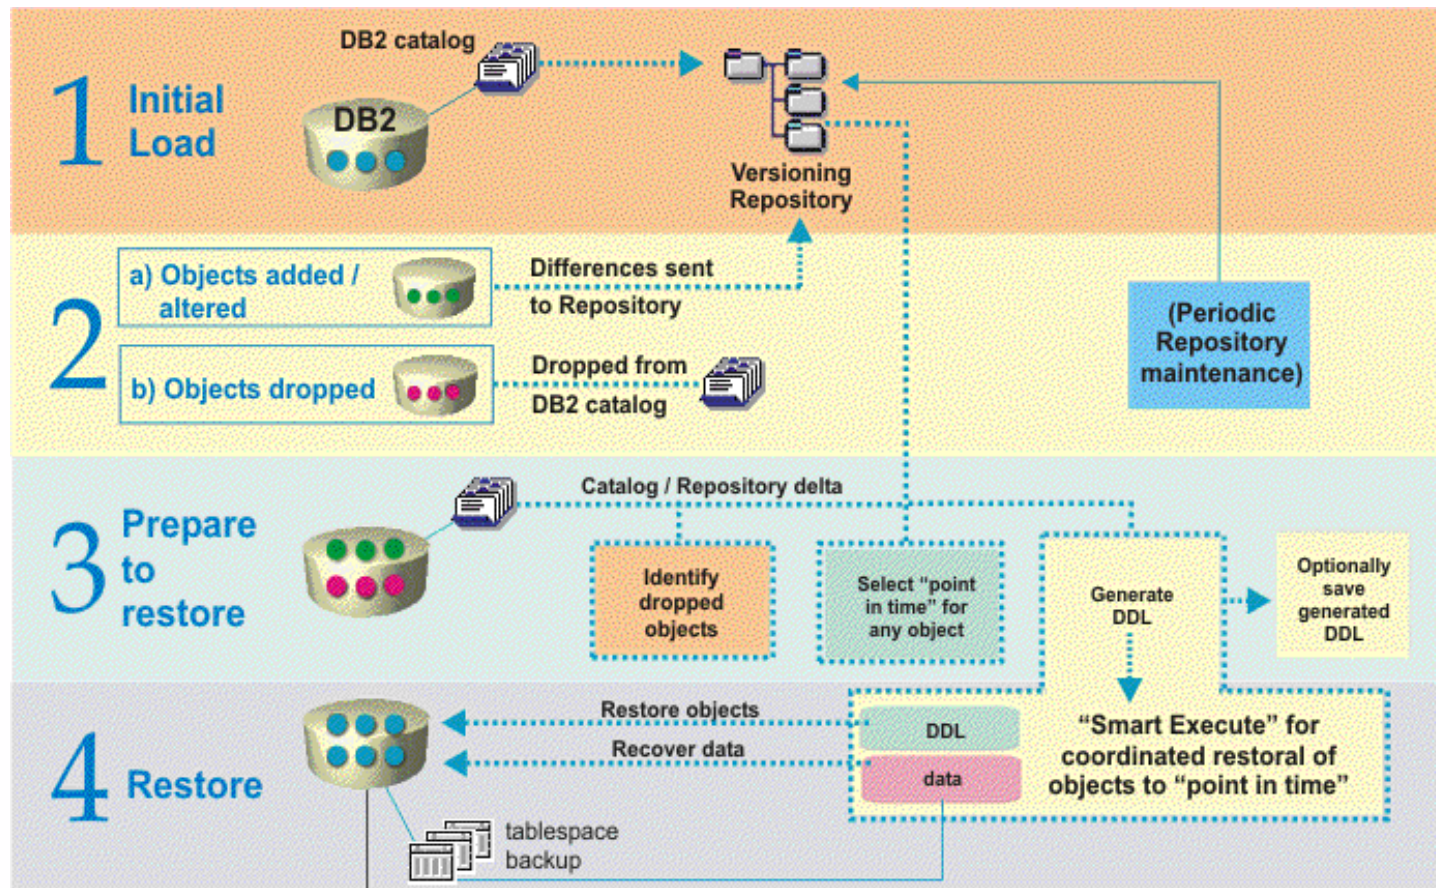 1 Initial
Load
DB2 catalog
DB2
Versioning
Repository
2
a) Objects added /
altered
Differences sent
to Repository
b) Objects dropped
Dropped from
DB2 catalog
(Periodic
Repository
maintenance)
3 Prepare
to
restore
Catalog / Repository delta
Identify
dropped
objects
Select “point
in time” for
any object
Generate
DDL
Optionally
save
generated
DDL
4 Restore
Restore objects
Recover data
DDL
data
“Smart Execute” for
coordinated restoral of
objects to “point in time”
tablespace
backup